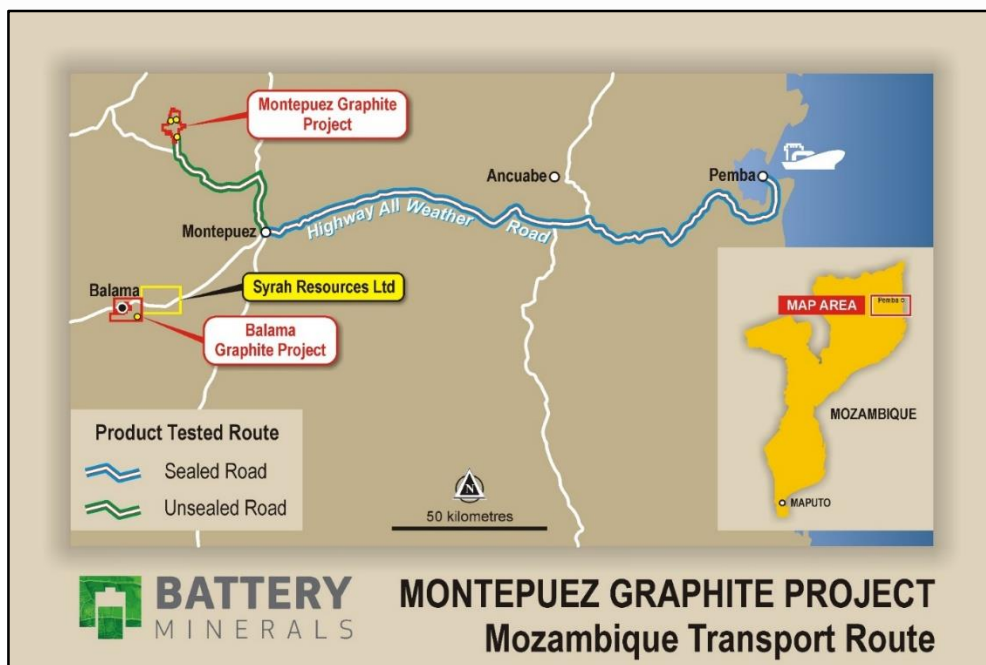 Montepuez Graphite
Project
Ancuabe
Pemba
Highway All Weather Road
Montepuez
Balama
Syrah Resources Ltd
Balama
Graphite Project
MAP AREA
Pemba
MOZAMBIQUE
MAPUTO
Product Tested Route
Sealed Road
Unsealed Road
N
50 kilometres
BATTERY
MINERALS
MONTEPUEZ GRAPHITE PROJECT
Mozambique Transport Route